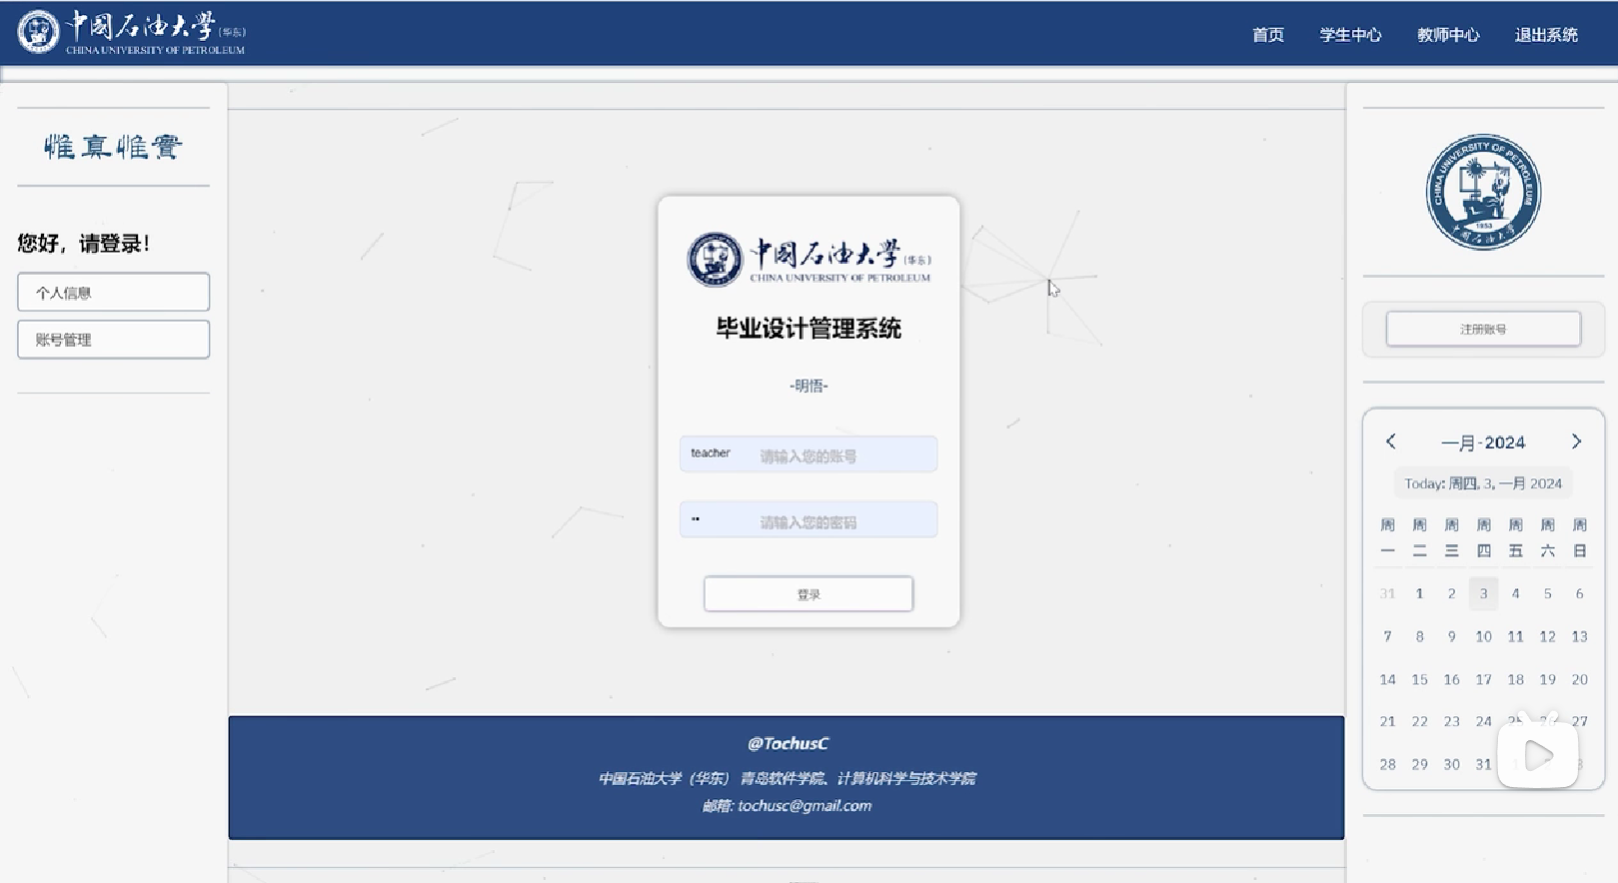 中国石油大学(华东)
CHINA UNIVERSITY OF PETROLEUM
首页 学生中心 教师中心 退出系统
惟真惟實
您好，请登录！
个人信息
账号管理
中国石油大学(华东)
CHINA UNIVERSITY OF PETROLEUM
毕业设计管理系统
-明悟-
teacher 请输入您的账号
•• 请输入您的密码
登录
CHINA UNIVERSITY OF PETROLEUM
1953
中国石油大学
注册账号
一月-2024
Today: 周四, 3, 一月 2024
周 周 周 周 周 周 周
一 二 三 四 五 六 日
31 1 2 3 4 5 6
7 8 9 10 11 12 13
14 15 16 17 18 19 20
21 22 23 24 25 26 27
28 29 30 31
@TochusC
中国石油大学（华东） 青岛软件学院、计算机科学与技术学院
邮箱: tochusc@gmail.com